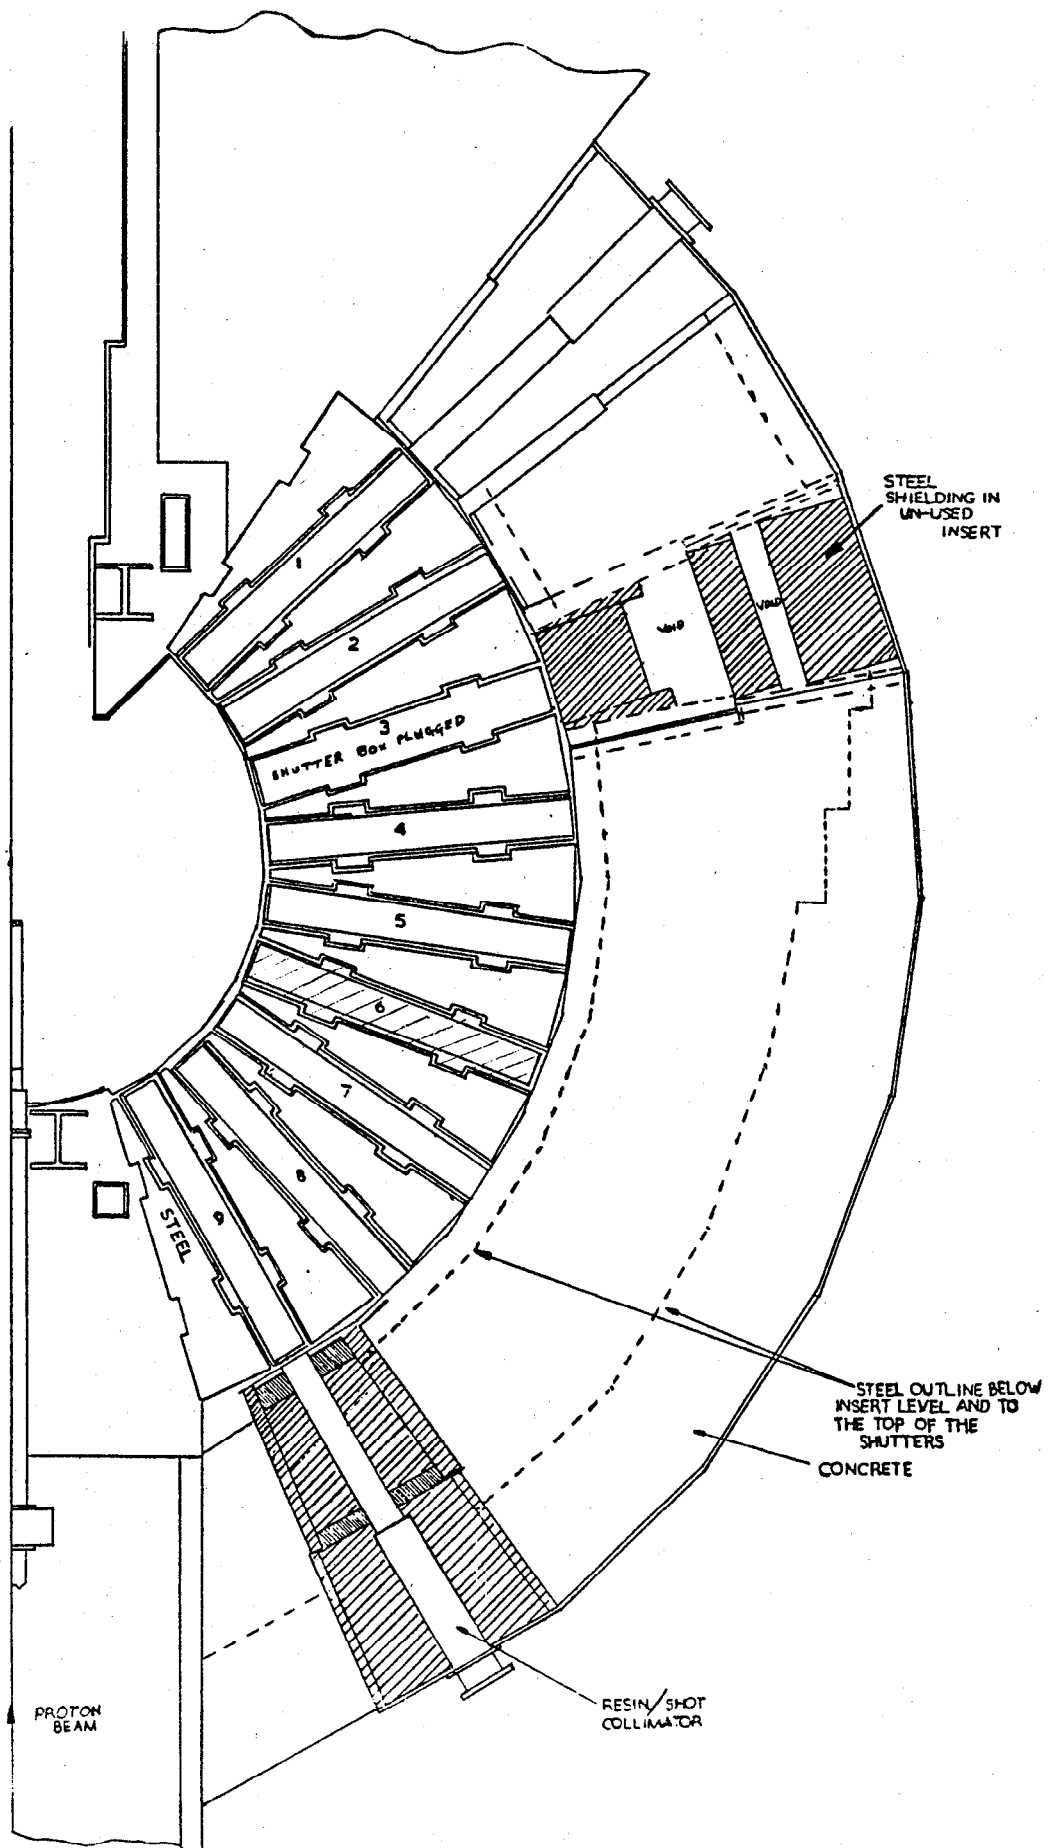 STEEL
SHIELDING IN
UN-USED
INSERT
1
2
3
SHUTTER BOX PLUGGED
VOID
VOID
4
5
6
7
8
9
STEEL
STEEL OUTLINE BELOW
INSERT LEVEL AND TO
THE TOP OF THE
SHUTTERS
CONCRETE
RESIN/SHOT
COLLIMATOR
PROTON
BEAM